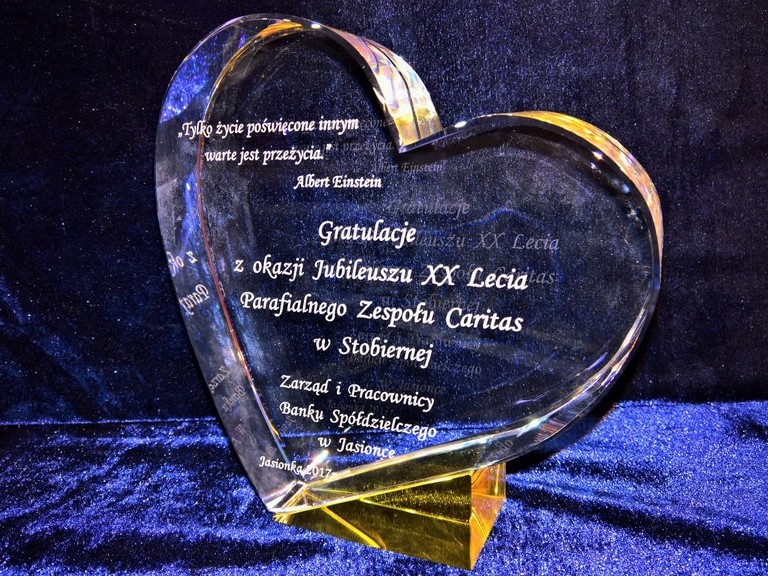 „Tylko życie poświęcone innym
warte jest przeżycia.”
Albert Einstein
Gratulacje
z okazji Jubileuszu XX Lecia
Parafialnego Zespołu Caritas
w Stobiernej
Zarząd i Pracownicy
Banku Spółdzielczego
w Jasionce
Jasionka 2017r.